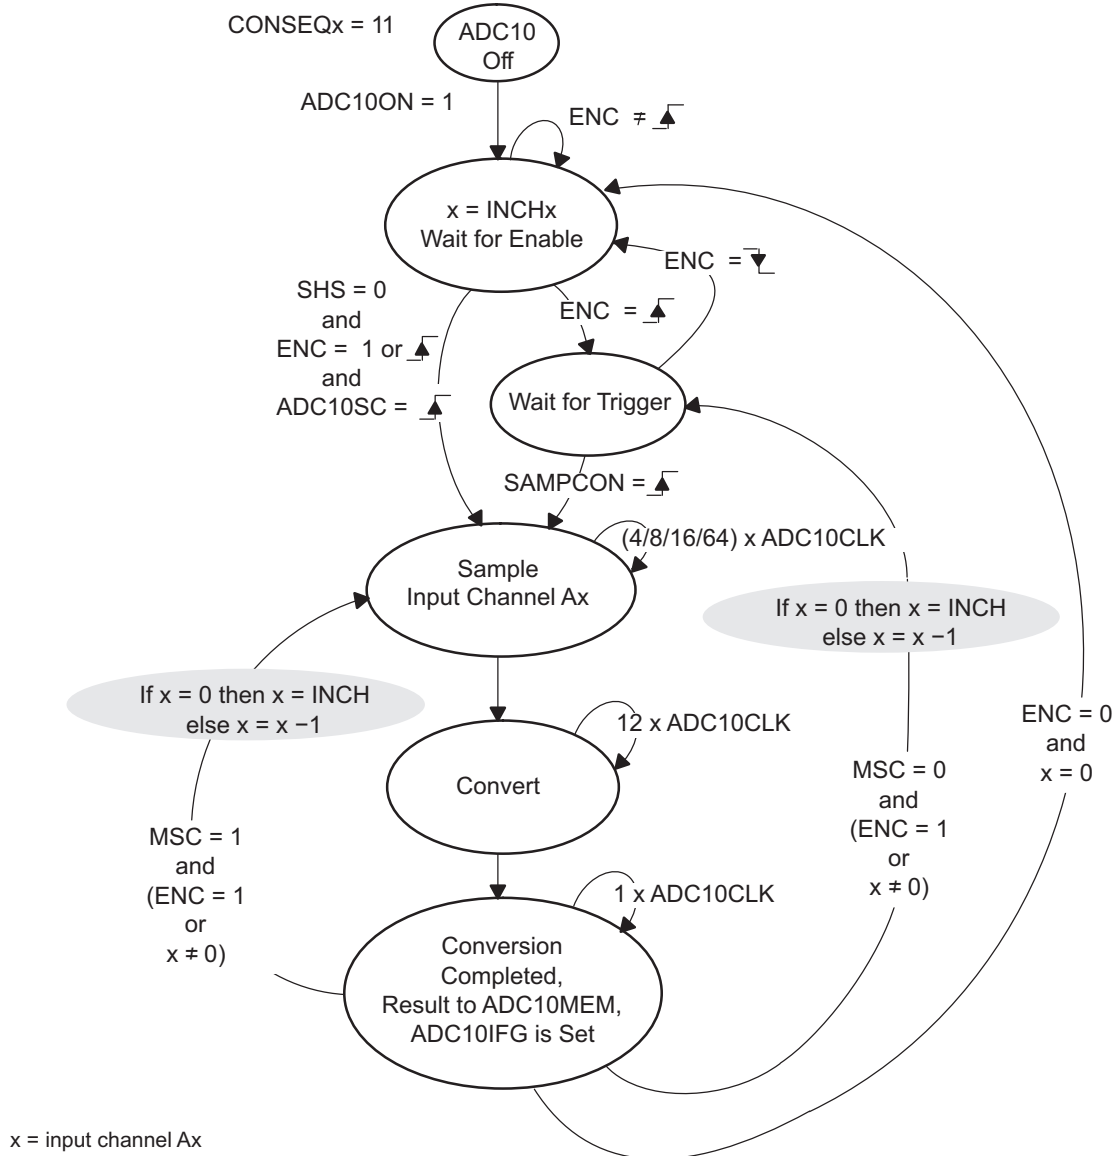 CONSEQx = 11
ADC10
Off
ADC10ON = 1
ENC ≠
x = INCHx
Wait for Enable
ENC =
SHS = 0
and
ENC = 1 or
and
ADC10SC =
ENC =
Wait for Trigger
SAMPCON =
(4/8/16/64) x ADC10CLK
Sample
Input Channel Ax
If x = 0 then x = INCH
else x = x −1
If x = 0 then x = INCH
else x = x −1
12 x ADC10CLK
Convert
ENC = 0
and
x = 0
MSC = 0
and
(ENC = 1
or
x ≠ 0)
MSC = 1
and
(ENC = 1
or
x ≠ 0)
1 x ADC10CLK
Conversion
Completed,
Result to ADC10MEM,
ADC10IFG is Set
x = input channel Ax